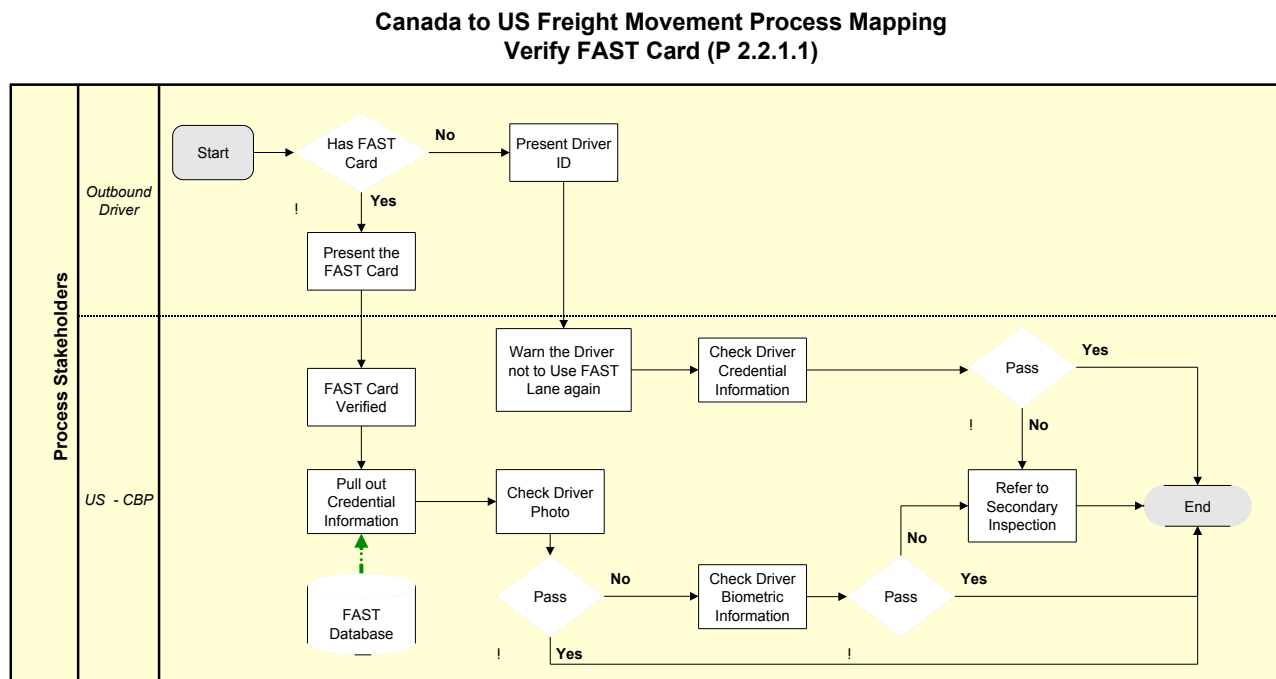 Canada to US Freight Movement Process Mapping
Verify FAST Card (P 2.2.1.1)
Process Stakeholders
Outbound
Driver
Start
Has FAST
Card
No
Present Driver
ID
Yes
!
Present the
FAST Card
US - CBP
Warn the Driver
not to Use FAST
Lane again
Check Driver
Credential
Information
Pass
Yes
!
No
FAST Card
Verified
Pull out
Credential
Information
Check Driver
Photo
Refer to
Secondary
Inspection
End
No
FAST
Database
Pass
No
Check Driver
Biometric
Information
Pass
Yes
!
Yes
!